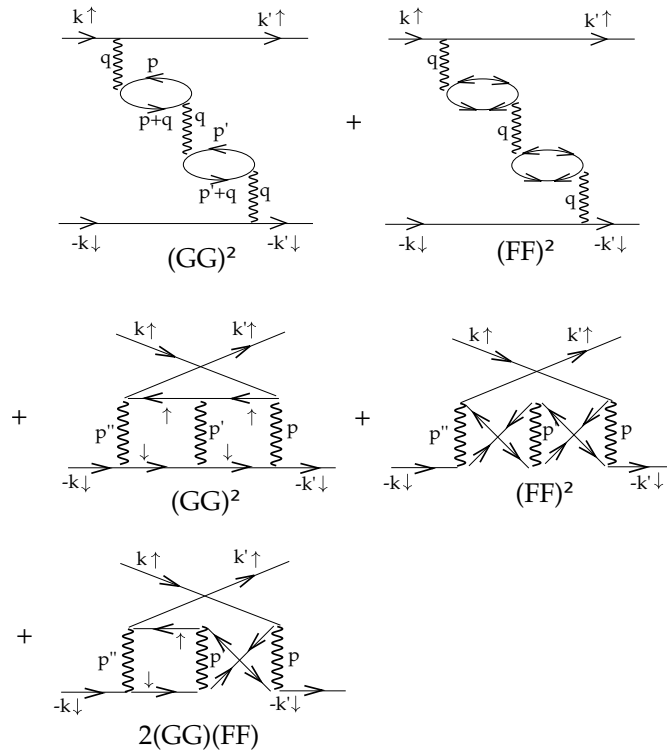 k↑ k'↑ k↑ k'↑
q q
p
p+q q + q
p'
p'+q q q
-k↓ -k'↓ -k↓ -k'↓
(GG)² (FF)²
k↑ k'↑ k↑ k'↑
+ ↑ ↑ +
p'' p' p p'' p' p
↓ ↓
-k↓ -k'↓ -k↓ -k'↓
(GG)² (FF)²
k↑ k'↑
+ ↑
p'' p' p
↓
-k↓ -k'↓
2(GG)(FF)